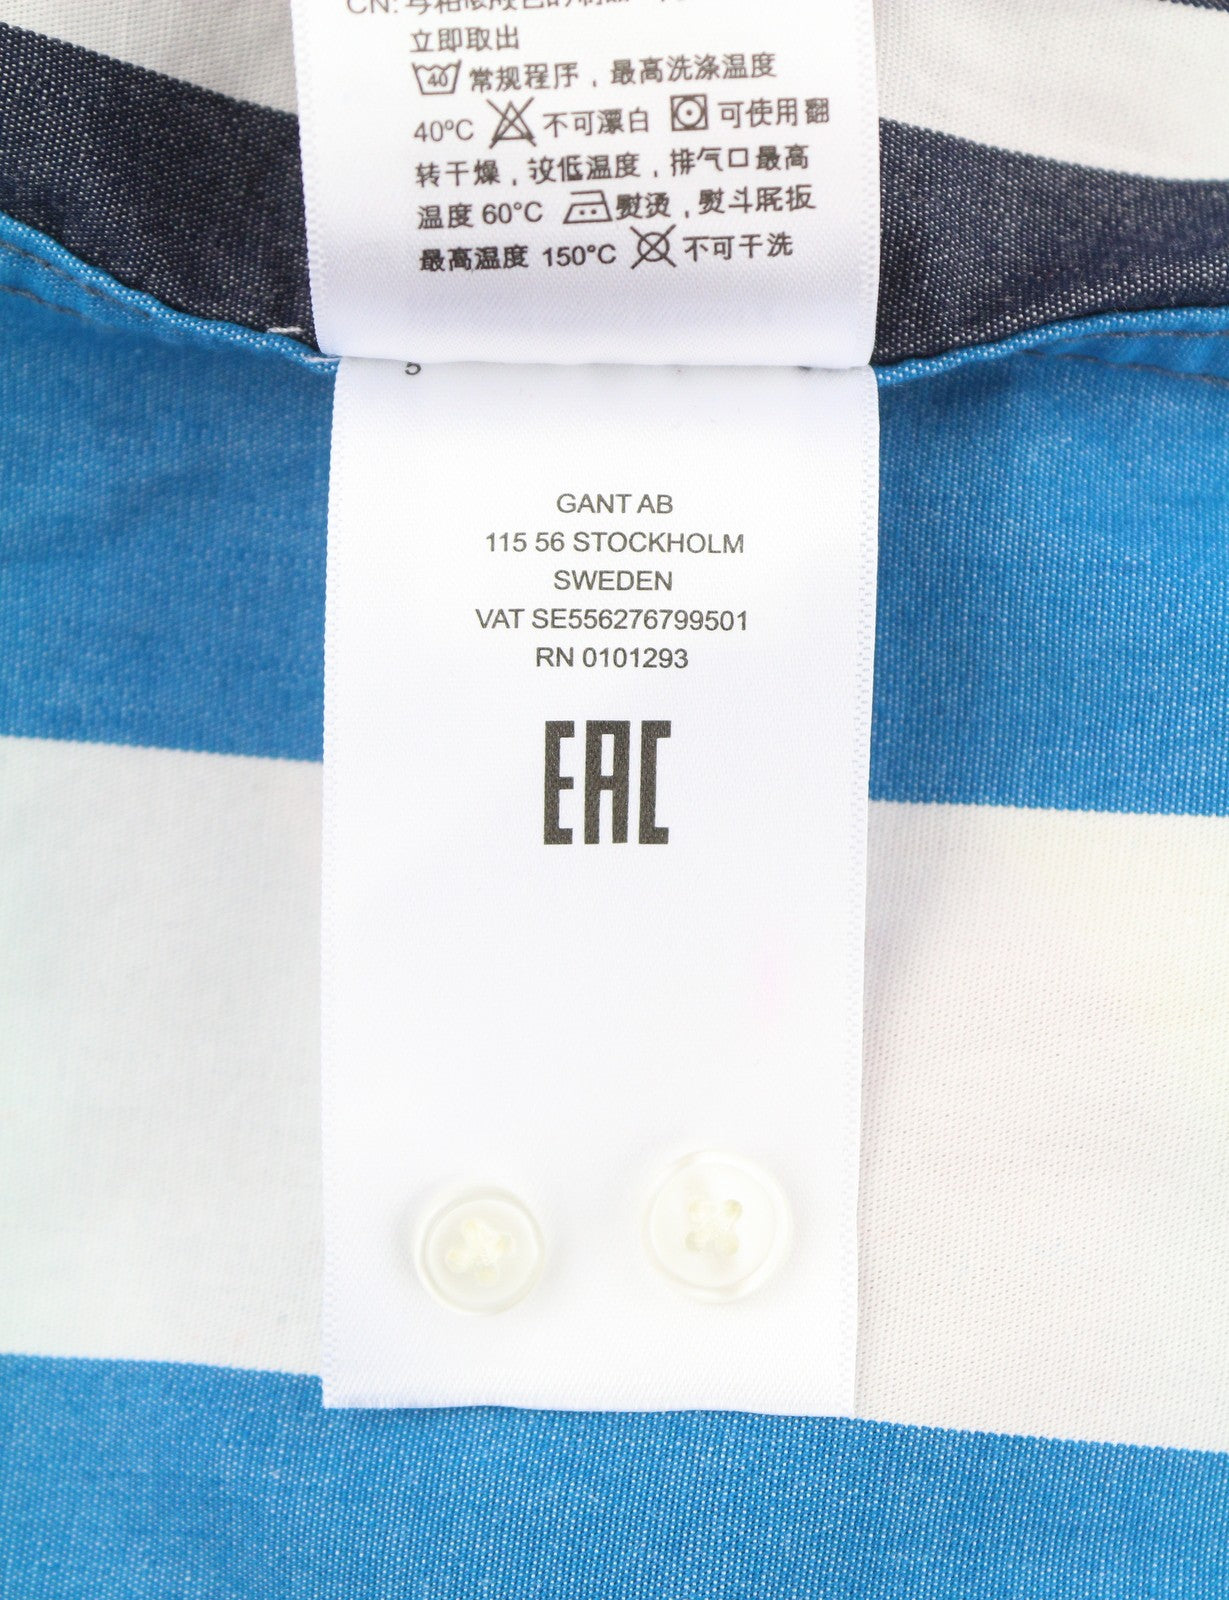 CN:
立即取出
40 常规程序，最高洗涤温度
40ºC 不可漂白 可使用翻
转干燥，较低温度，排气口最高
温度 60°C 熨烫，熨斗底板
最高温度 150°C 不可干洗
5
GANT AB
115 56 STOCKHOLM
SWEDEN
VAT SE556276799501
RN 0101293
EAC